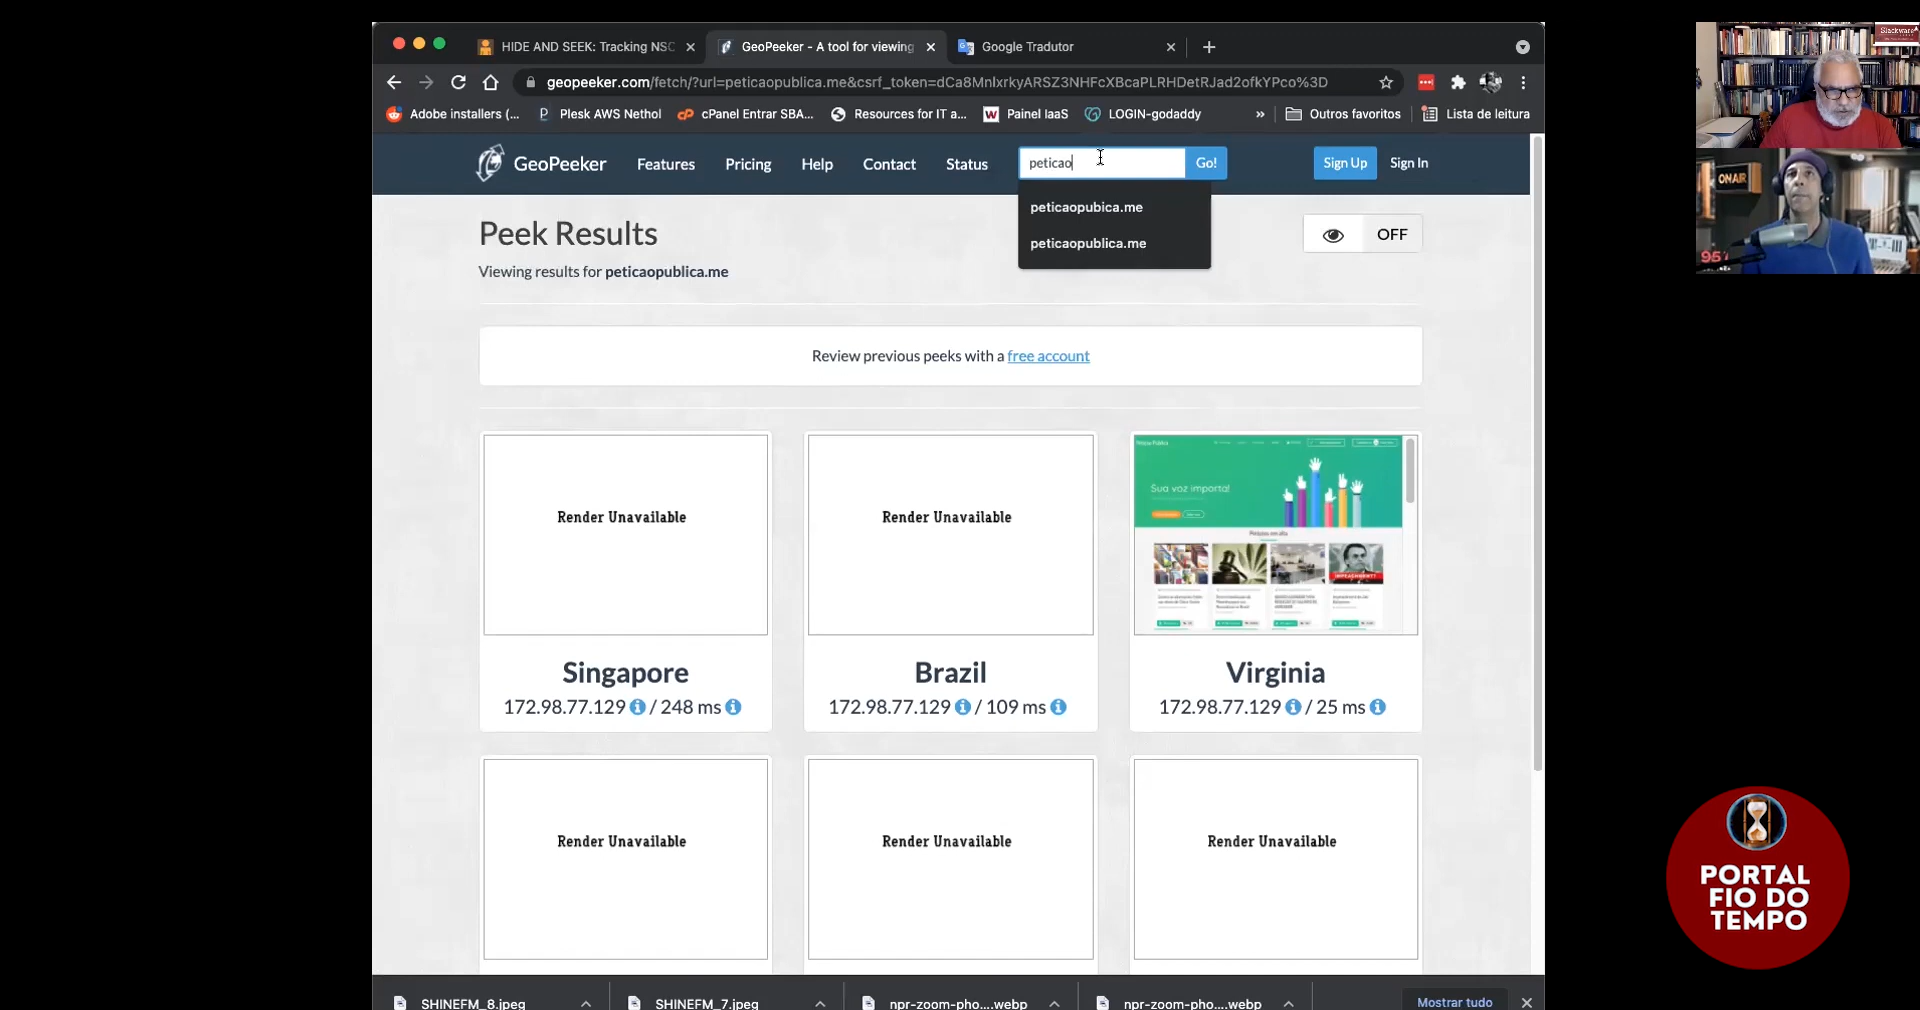 HIDE AND SEEK: Tracking NSC
GeoPeeker - A tool for viewing
Google Tradutor
geopeeker.com/fetch/?url=peticaopublica.me&csrf_token=dCa8MnIxrkyARSZ3NHFcXBcaPLRHDetRJad2ofkYPco%3D
Adobe installers (...
Plesk AWS Nethol
cPanel Entrar SBA...
Resources for IT a...
Painel IaaS
LOGIN-godaddy
»
Outros favoritos
Lista de leitura
GeoPeeker
Features
Pricing
Help
Contact
Status
peticao
Go!
Sign Up
Sign In
peticaopubica.me
peticaopublica.me
Peek Results
OFF
Viewing results for peticaopublica.me
Review previous peeks with a free account
Render Unavailable
Render Unavailable
Sua voz importa!
Singapore
172.98.77.129 / 248 ms
Brazil
172.98.77.129 / 109 ms
Virginia
172.98.77.129 / 25 ms
Render Unavailable
Render Unavailable
Render Unavailable
SHINEFM_8.jpeg
SHINEFM_7.jpeg
npr-zoom-pho....webp
npr-zoom-pho....webp
Mostrar tudo
Slackware
ON AIR
95
PORTAL
FIO DO
TEMPO